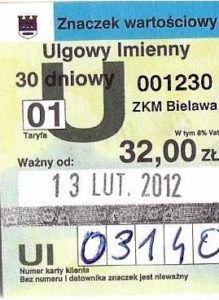 Znaczek wartościowy
Ulgowy Imienny
30 dniowy
001230
U
01
Taryfa
ZKM Bielawa
W tym 8% Vat
Ważny od:
32,00 ZŁ
13 LUT. 2012
UI 03140
Numer karty klienta
Bez numeru i datownika znaczek jest nieważny